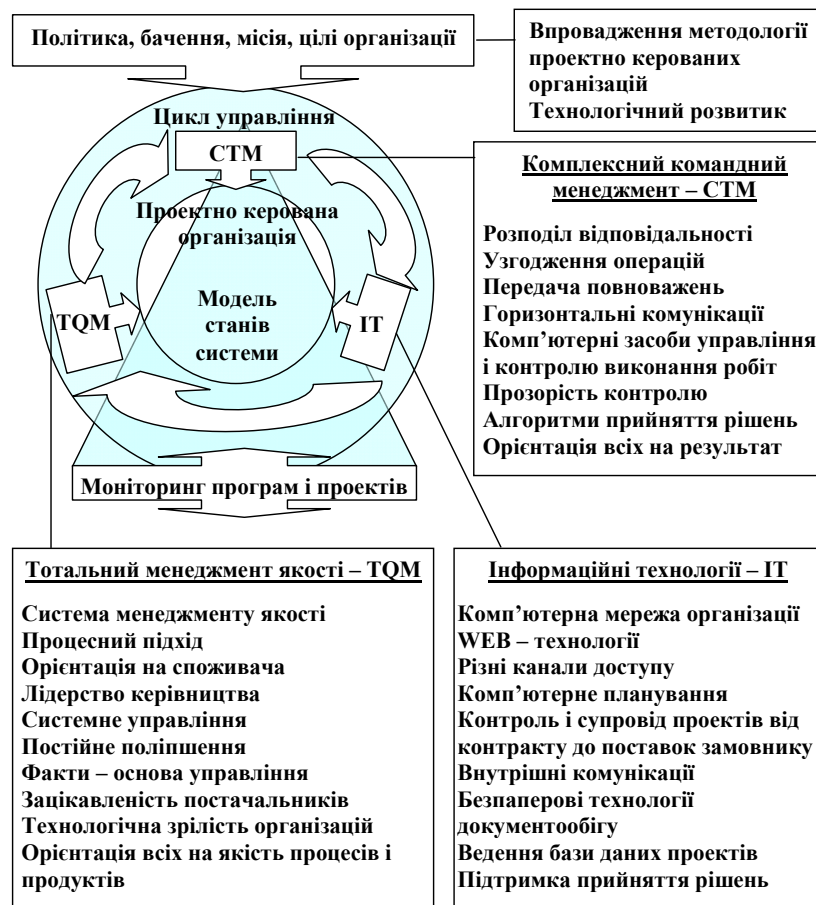 Політика, бачення, місія, цілі організації
Впровадження методології
проектно керованих
організацій
Технологічний розвитик
Цикл управління
СТМ
Проектно керована
організація
TQM
Модель
станів
системи
ІТ
Моніторинг програм і проектів
Комплексний командний
менеджмент – СТМ
Розподіл відповідальності
Узгодження операцій
Передача повноважень
Горизонтальні комунікації
Комп’ютерні засоби управління
і контролю виконання робіт
Прозорість контролю
Алгоритми прийняття рішень
Орієнтація всіх на результат
Тотальний менеджмент якості – TQM
Система менеджменту якості
Процесний підхід
Орієнтація на споживача
Лідерство керівництва
Системне управління
Постійне поліпшення
Факти – основа управління
Зацікавленість постачальників
Технологічна зрілість організацій
Орієнтація всіх на якість процесів і
продуктів
Інформаційні технології – ІТ
Комп’ютерна мережа організації
WEB – технології
Різні канали доступу
Комп’ютерне планування
Контроль і супровід проектів від
контракту до поставок замовнику
Внутрішні комунікації
Безпаперові технології
документообігу
Ведення бази даних проектів
Підтримка прийняття рішень